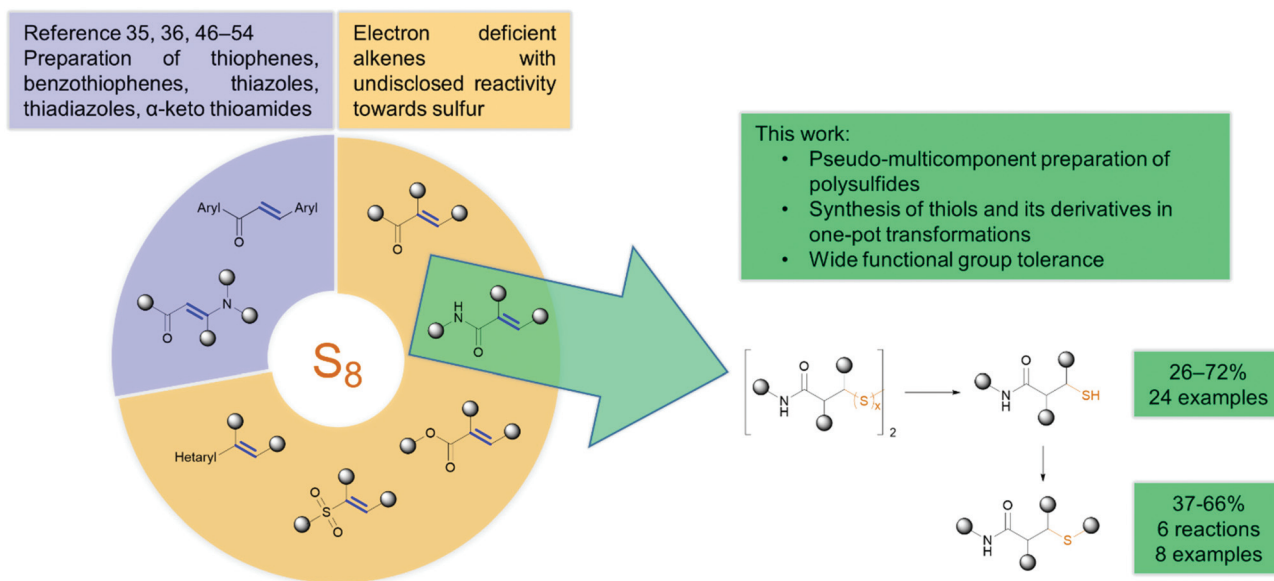 Reference 35, 36, 46–54
Preparation of thiophenes,
benzothiophenes, thiazoles,
thiadiazoles, α-keto thioamides
Electron deficient
alkenes with
undisclosed reactivity
towards sulfur
Aryl
Aryl
O
N
O
O
H
N
O
S8
Hetaryl
O
O
O
S
O
This work:
• Pseudo-multicomponent preparation of
polysulfides
• Synthesis of thiols and its derivatives in
one-pot transformations
• Wide functional group tolerance
O
N
H
(S)x
2
O
N
H
SH
26–72%
24 examples
O
N
H
S
37-66%
6 reactions
8 examples